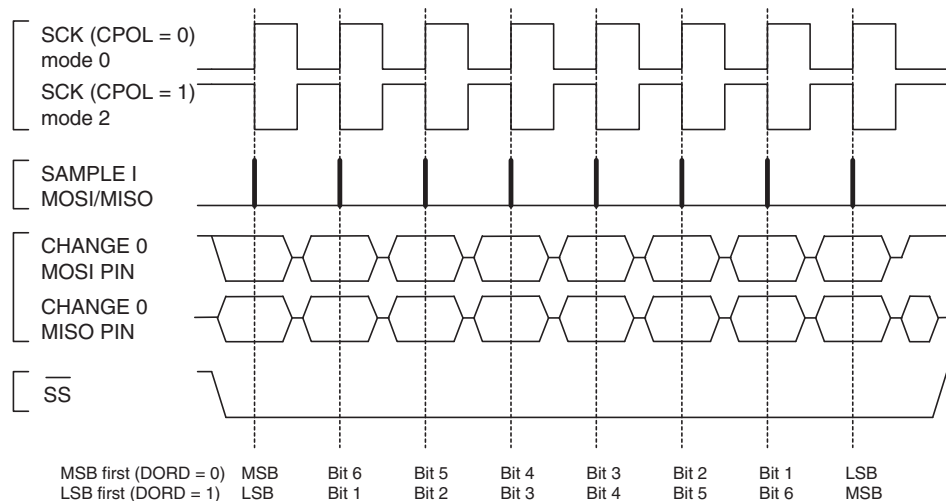 SCK (CPOL = 0)
mode 0
SCK (CPOL = 1)
mode 2
SAMPLE I
MOSI/MISO
CHANGE 0
MOSI PIN
CHANGE 0
MISO PIN
SS
MSB first (DORD = 0) MSB Bit 6 Bit 5 Bit 4 Bit 3 Bit 2 Bit 1 LSB
LSB first (DORD = 1) LSB Bit 1 Bit 2 Bit 3 Bit 4 Bit 5 Bit 6 MSB